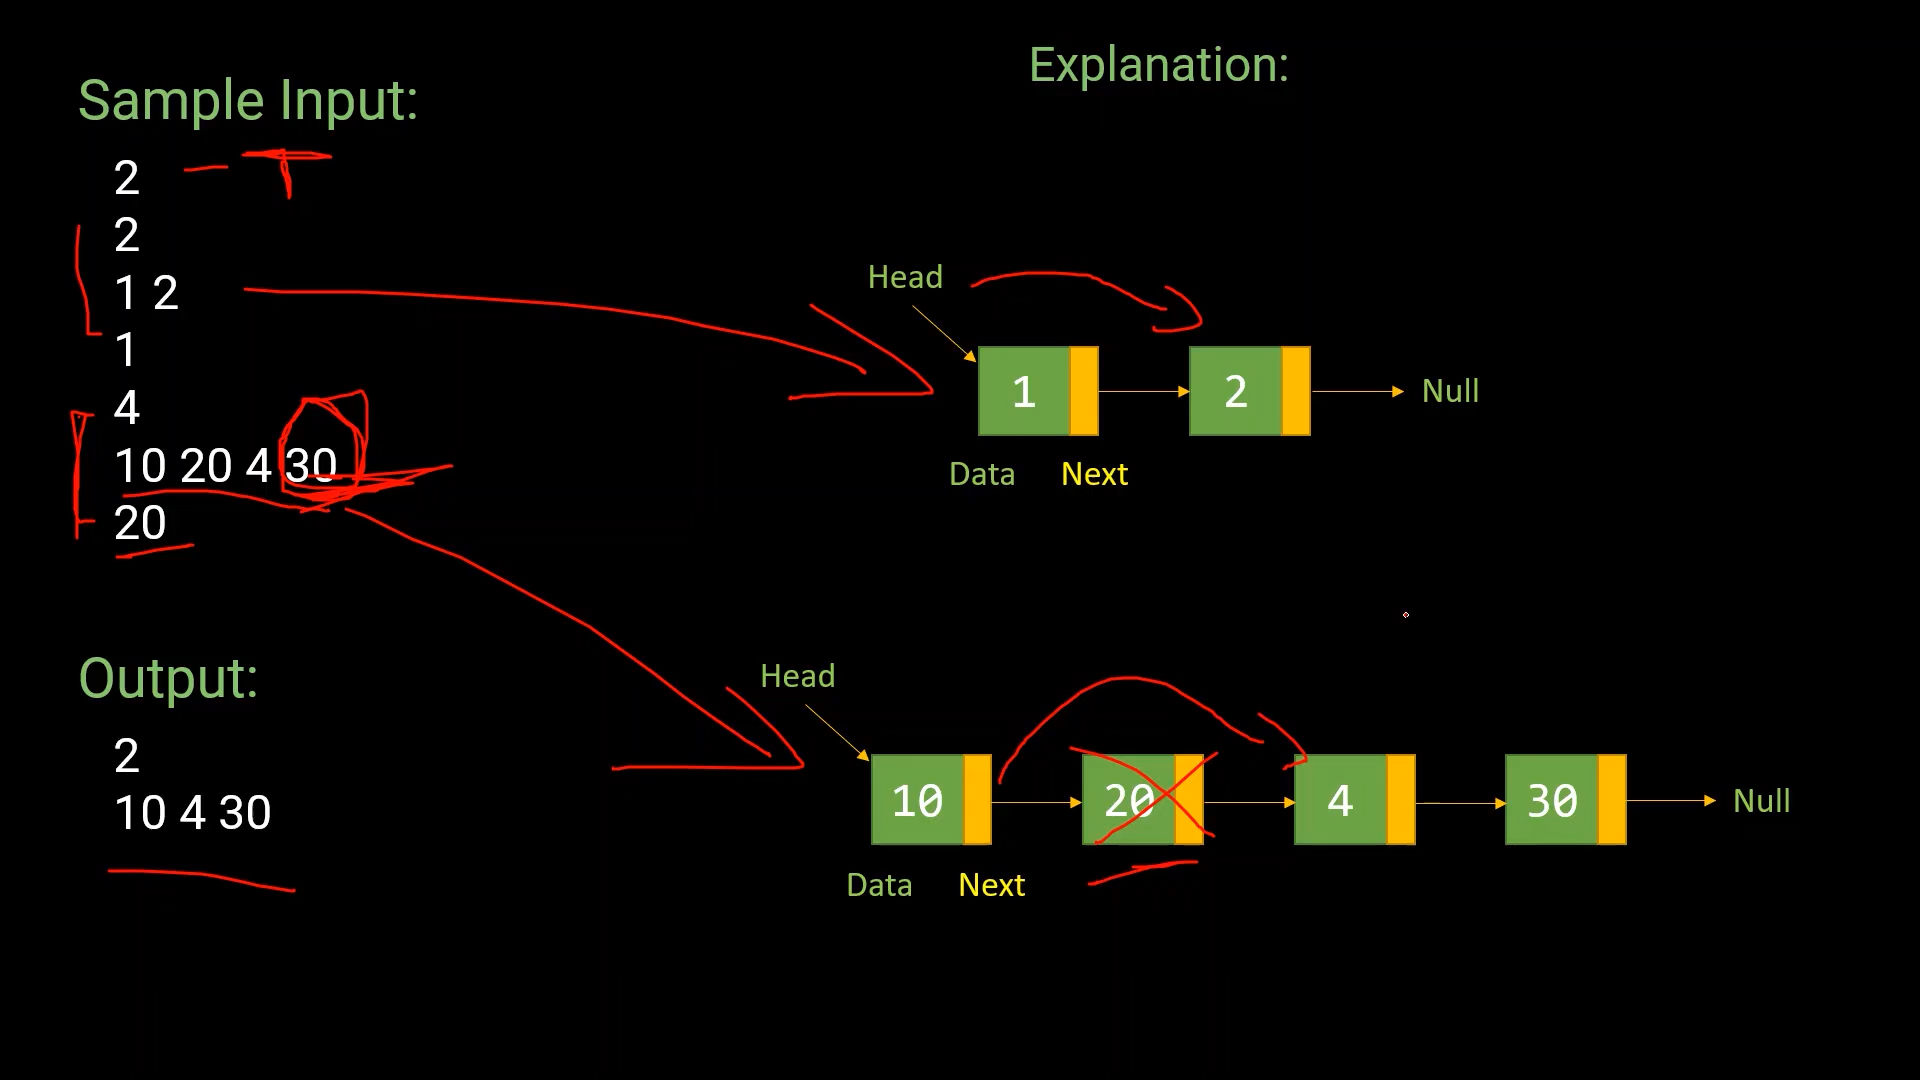 Explanation:
Sample Input:
2 - T
2
1 2
1
4
10 20 4 30
20
Output:
2
10 4 30
Head
1 2 Null
Data Next
Head
10 20 4 30 Null
Data Next